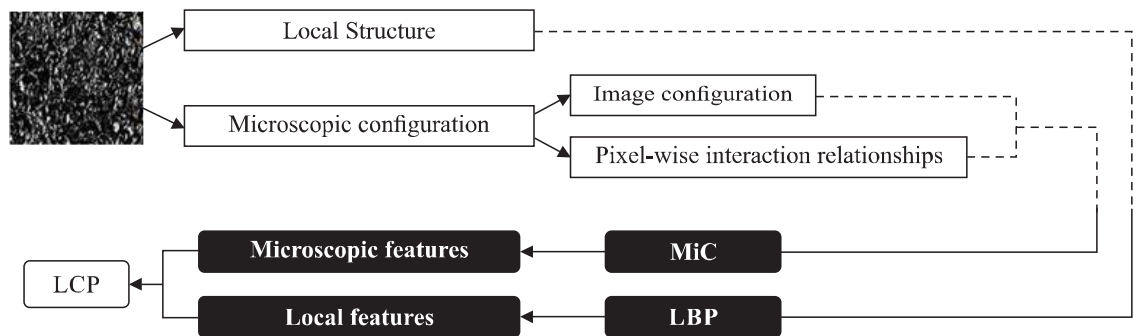 Local Structure
Image configuration
Microscopic configuration
Pixel-wise interaction relationships
Microscopic features
MiC
LCP
Local features
LBP